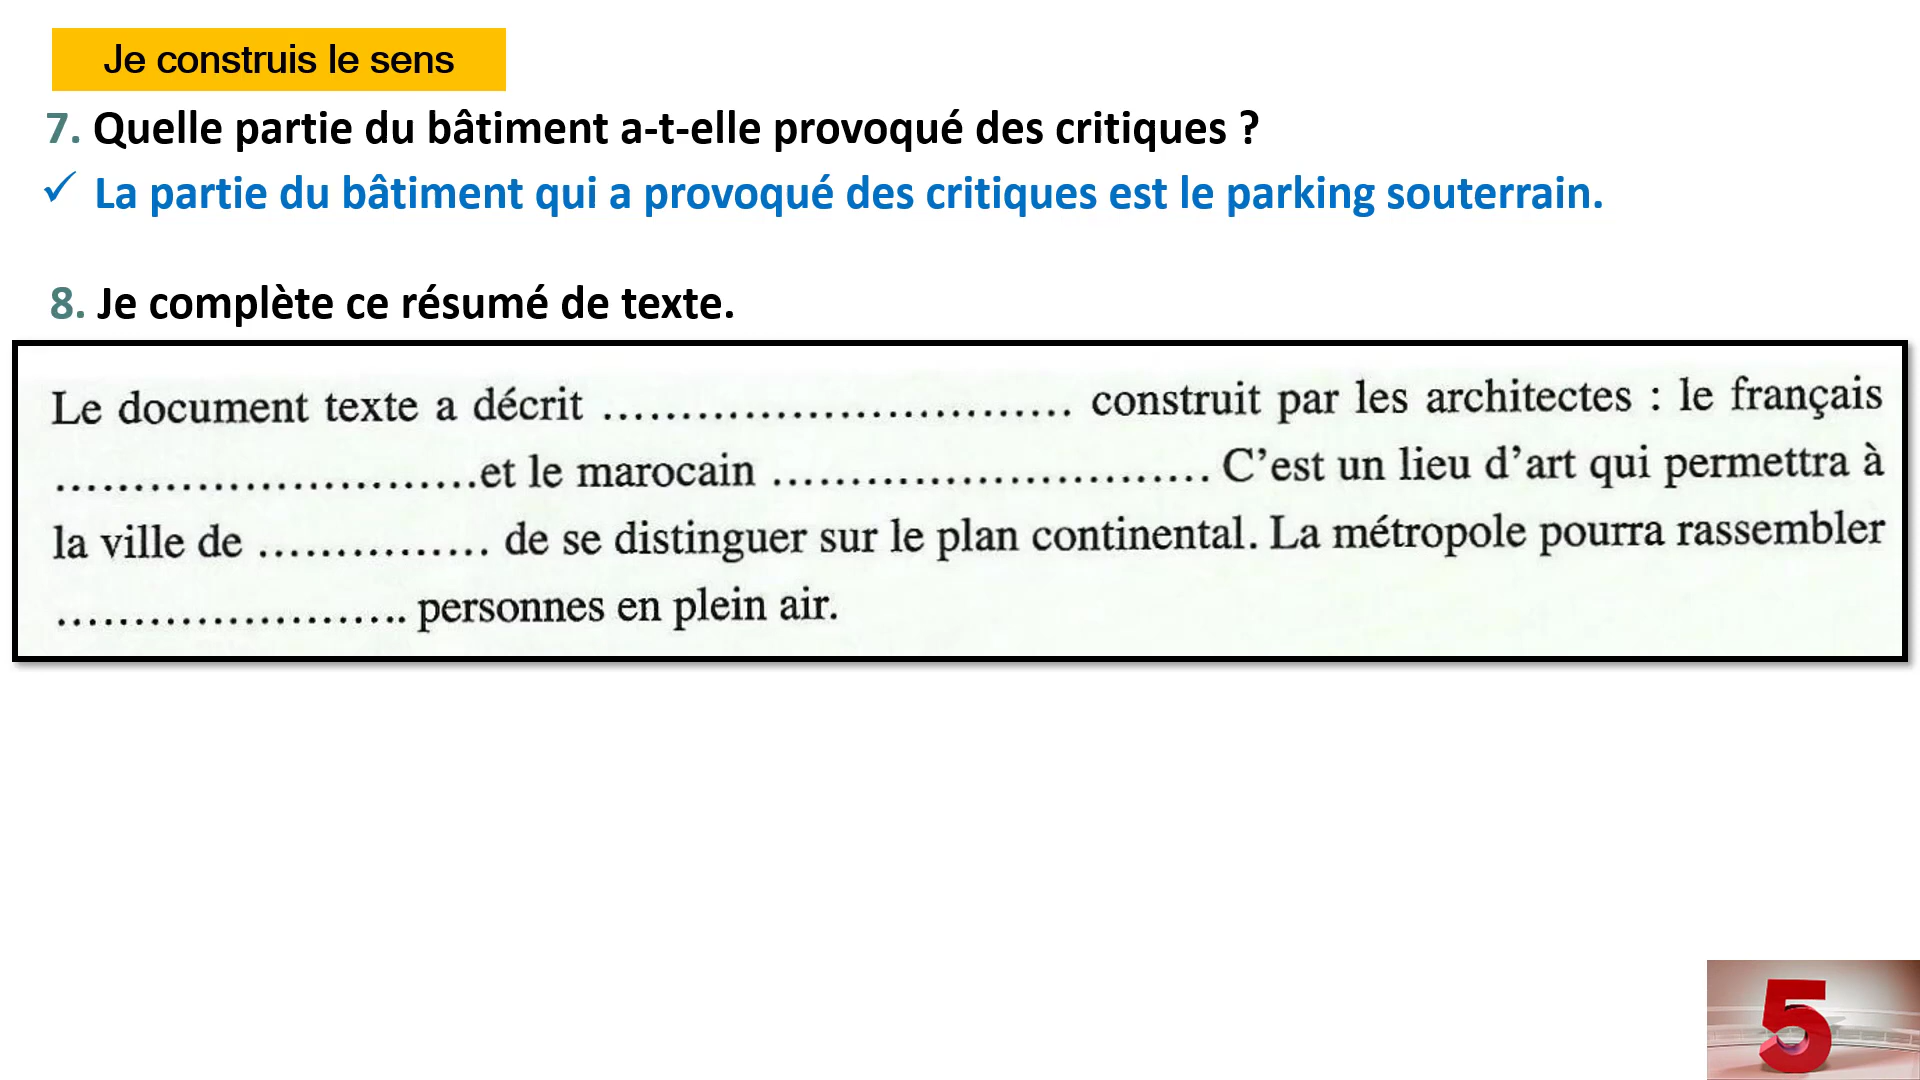 Je construis le sens
7. Quelle partie du bâtiment a-t-elle provoqué des critiques ?
✓ La partie du bâtiment qui a provoqué des critiques est le parking souterrain.
8. Je complète ce résumé de texte.
Le document texte a décrit .............................. construit par les architectes : le français
...........................et le marocain ............................ C’est un lieu d’art qui permettra à
la ville de ............... de se distinguer sur le plan continental. La métropole pourra rassembler
....................... personnes en plein air.
5